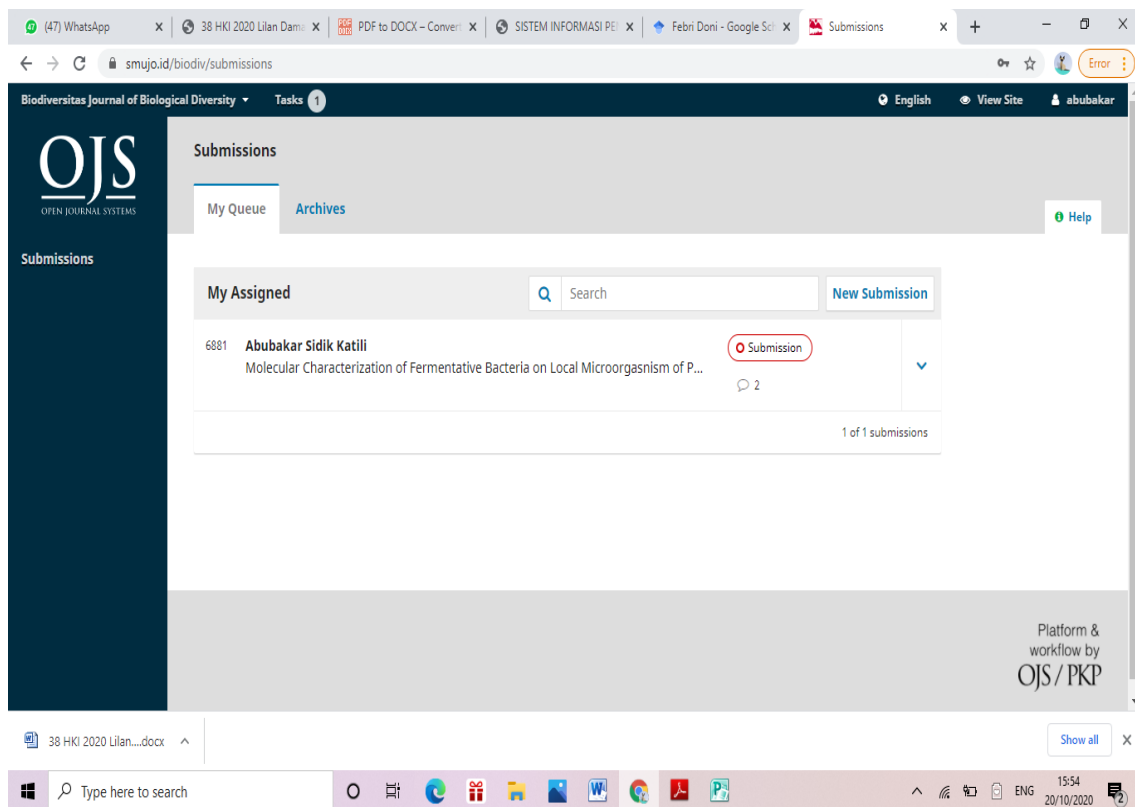 (47) WhatsApp
38 HKI 2020 Lilan Dama
PDF to DOCX – Convert
SISTEM INFORMASI PE
Febri Doni - Google Sch
Submissions
smujo.id/biodiv/submissions
Error
Biodiversitas Journal of Biological Diversity
Tasks 1
English
View Site
abubakar
OJS
OPEN JOURNAL SYSTEMS
Submissions
Submissions
My Queue
Archives
Help
My Assigned
Search
New Submission
6881
Abubakar Sidik Katili
Molecular Characterization of Fermentative Bacteria on Local Microorgasnism of P...
Submission
2
1 of 1 submissions
Platform &
workflow by
OJS / PKP
38 HKI 2020 Lilan....docx
Show all
Type here to search
ENG
15:54
20/10/2020
2